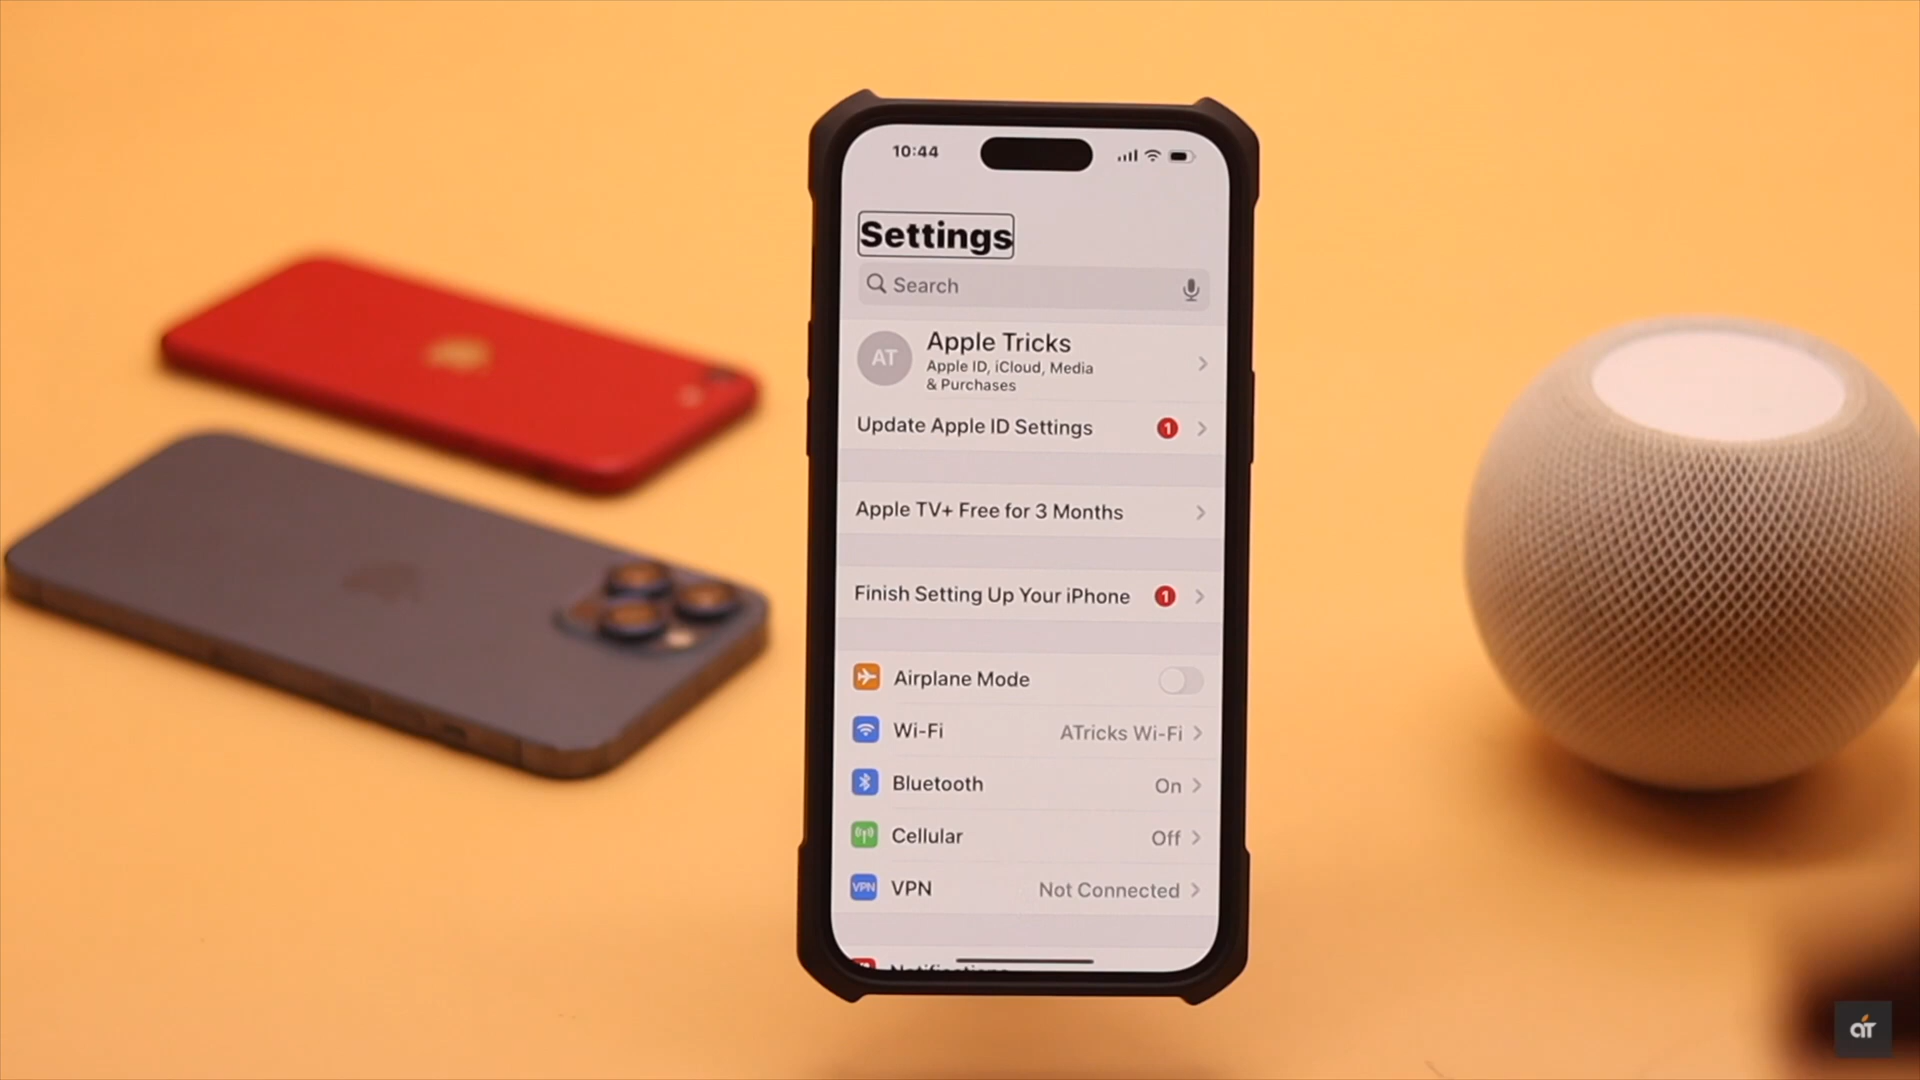 10:44
Settings
Search
AT
Apple Tricks
Apple ID, iCloud, Media
& Purchases
Update Apple ID Settings 1
Apple TV+ Free for 3 Months
Finish Setting Up Your iPhone 1
Airplane Mode
Wi-Fi ATricks Wi-Fi
Bluetooth On
Cellular Off
VPN VPN Not Connected
Notifications
aT